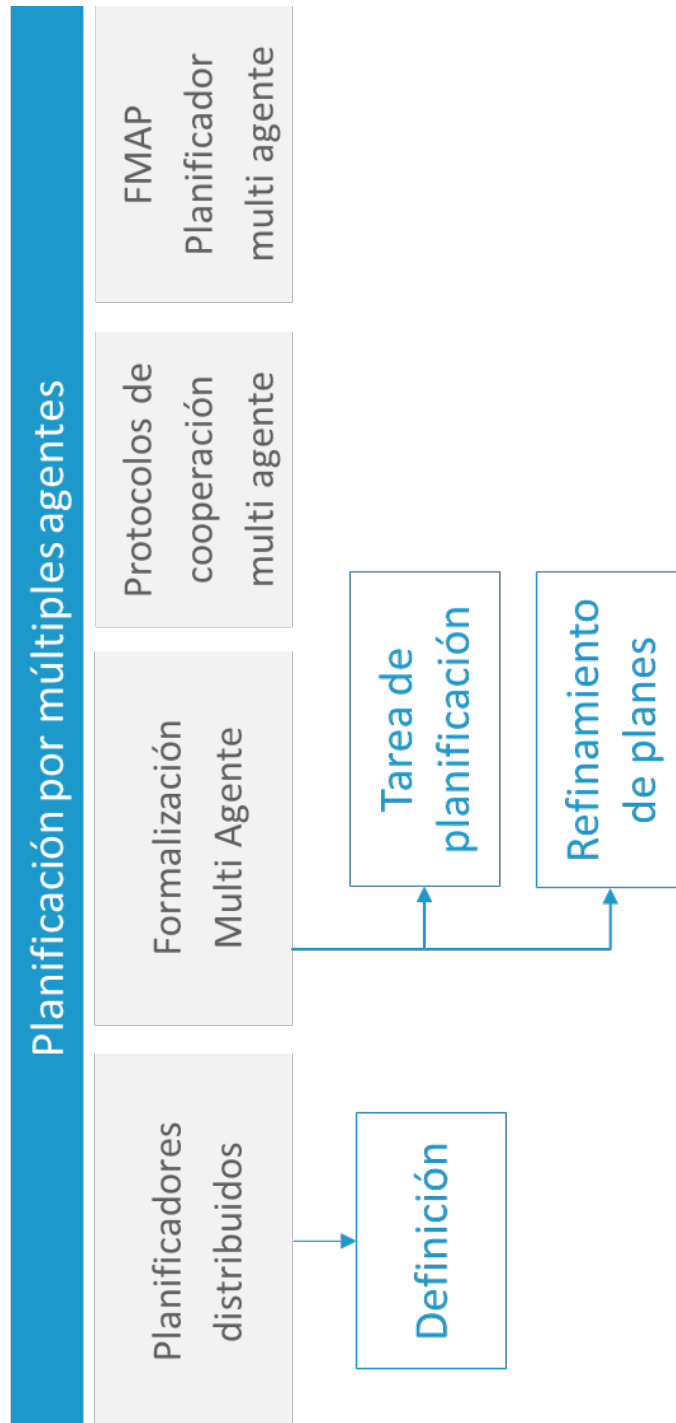 Planificación por múltiples agentes
Planificadores
distribuidos
Formalización
Multi Agente
Protocolos de
cooperación
multi agente
FMAP
Planificador
multi agente
Definición
Tarea de
planificación
Refinamiento
de planes